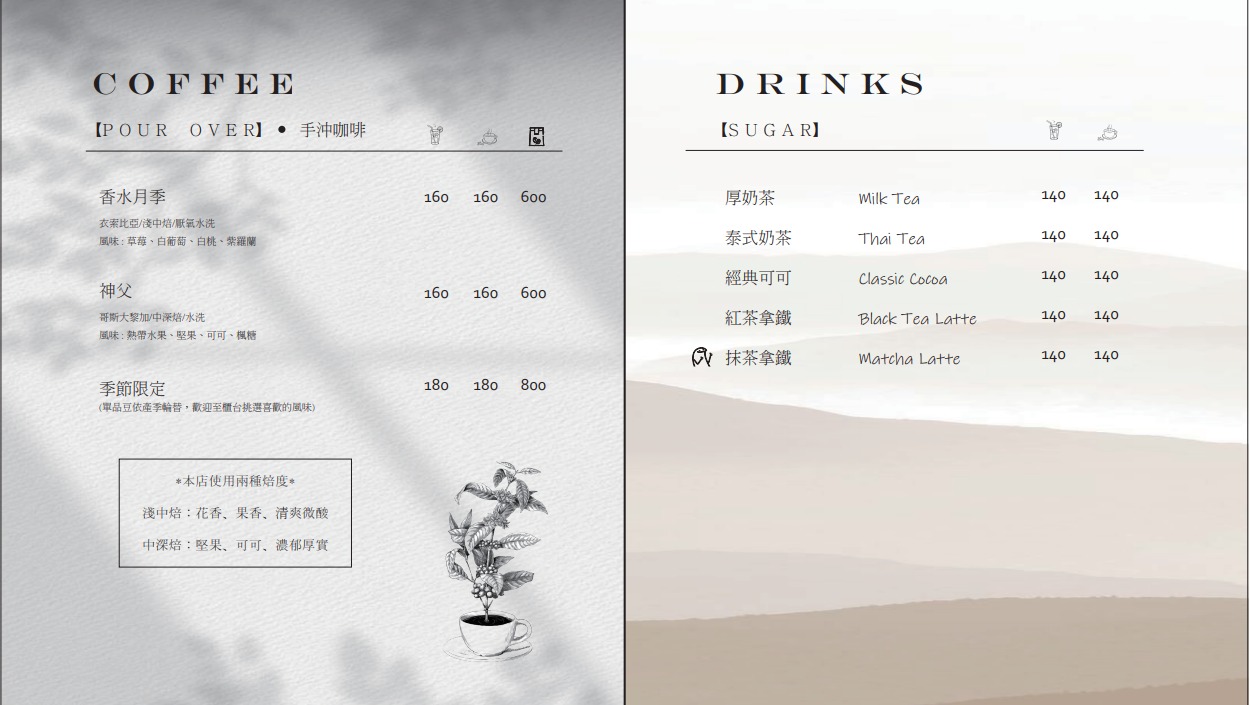 COFFEE
【POUR OVER】 ● 手沖咖啡
香水月季 160 160 600
衣索比亞/淺中焙/厭氧水洗
風味 : 草莓、白葡萄、白桃、紫羅蘭
神父 160 160 600
哥斯大黎加/中深焙/水洗
風味 : 熱帶水果、堅果、可可、楓糖
季節限定 180 180 800
(單品豆依產季輪替，歡迎至櫃台挑選喜歡的風味)
*本店使用兩種焙度*
淺中焙：花香、果香、清爽微酸
中深焙：堅果、可可、濃郁厚實
DRINKS
【SUGAR】
厚奶茶 Milk Tea 140 140
泰式奶茶 Thai Tea 140 140
經典可可 Classic Cocoa 140 140
紅茶拿鐵 Black Tea Latte 140 140
抹茶拿鐵 Matcha Latte 140 140